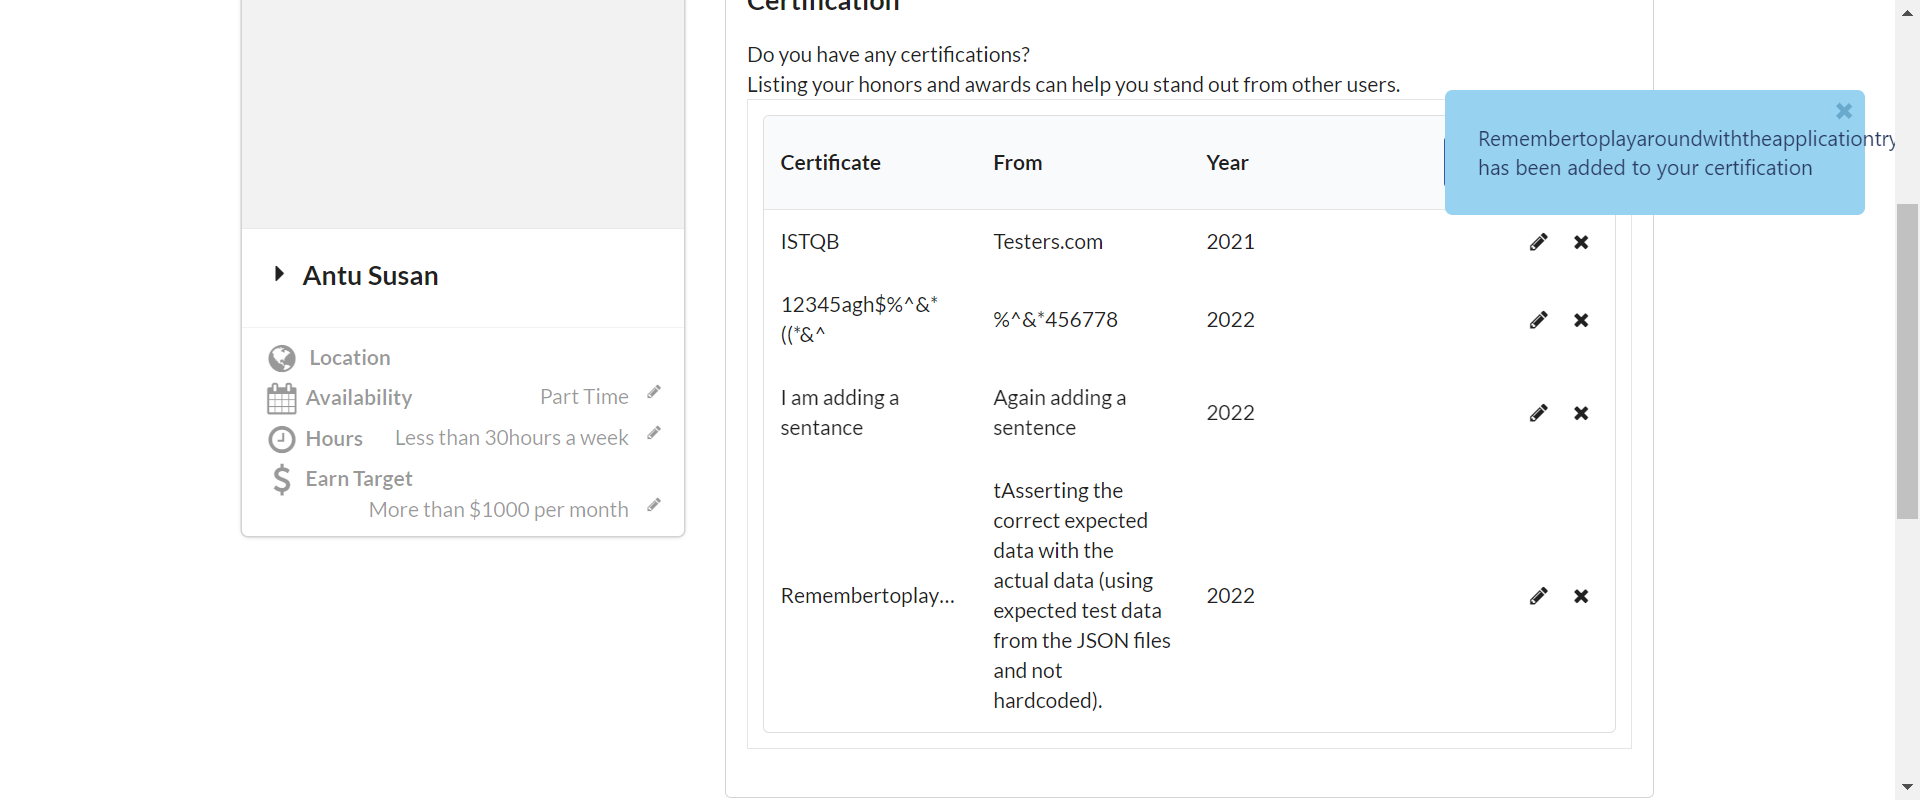 Certification
Do you have any certifications?
Listing your honors and awards can help you stand out from other users.
Remembertoplayaroundwiththeapplicationtry
has been added to your certification
Certificate From Year
ISTQB Testers.com 2021
12345agh$%^&*
((*&^
%^&*456778 2022
I am adding a
sentance
Again adding a
sentence
2022
Remembertoplay...
tAsserting the
correct expected
data with the
actual data (using
expected test data
from the JSON files
and not
hardcoded).
2022
Antu Susan
Location
Availability Part Time
Hours Less than 30hours a week
Earn Target
More than $1000 per month